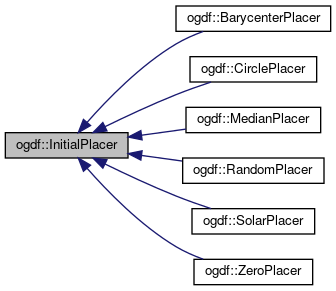 ogdf::BarycenterPlacer
ogdf::CirclePlacer
ogdf::MedianPlacer
ogdf::InitialPlacer
ogdf::RandomPlacer
ogdf::SolarPlacer
ogdf::ZeroPlacer